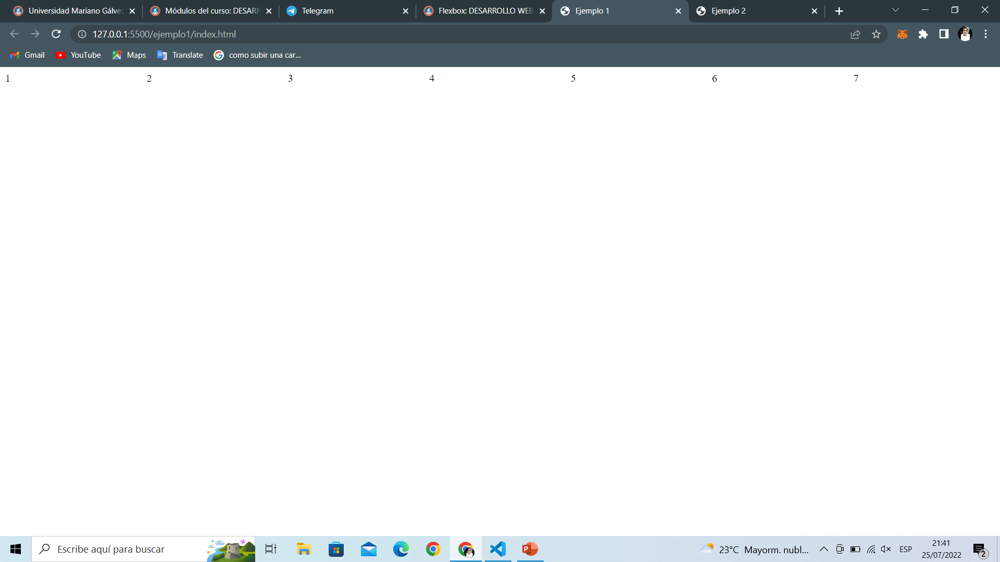 Universidad Mariano Gálvez
Módulos del curso: DESARR
Telegram
Flexbox: DESARROLLO WEB
Ejemplo 1
Ejemplo 2
127.0.0.1:5500/ejemplo1/index.html
Gmail
YouTube
Maps
Translate
como subir una car...
1 2 3 4 5 6 7
Escribe aquí para buscar
23°C Mayorm. nubl...
ESP
21:41
25/07/2022
2